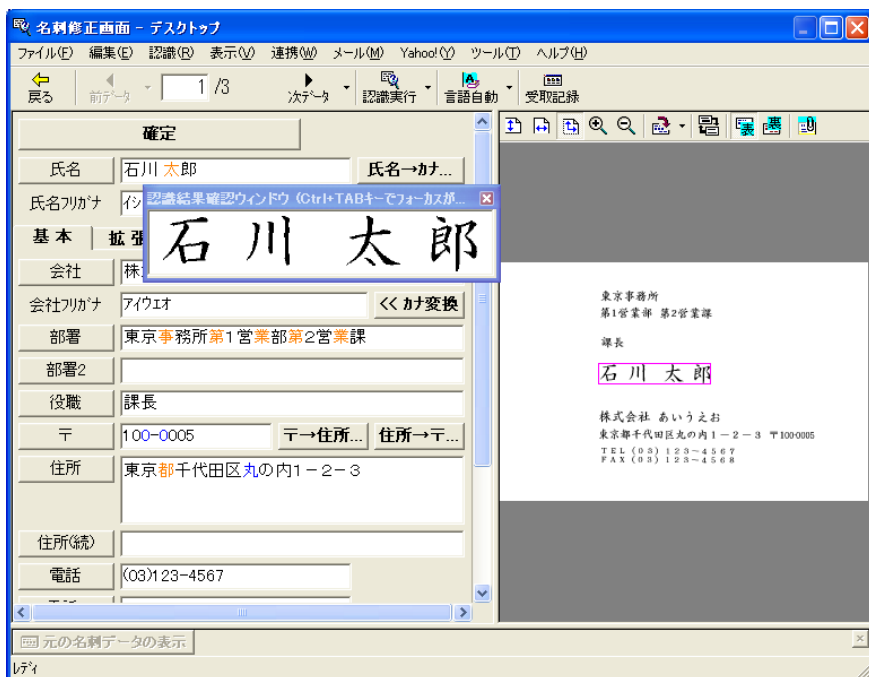 名刺修正画面 - デスクトップ
ファイル(F) 編集(E) 認識(R) 表示(V) 連携(W) メール(M) Yahoo!(Y) ツール(T) ヘルプ(H)
戻る 前データ 1 /3 次データ 認識実行 言語自動 受取記録
確定
氏名 石川 太郎 氏名→カナ...
氏名フリガナ イシ
認識結果確認ウィンドウ (Ctrl+TABキーでフォーカスが...
石川 太郎
基本 拡張
会社 株
会社フリガナ アイウエオ << カナ変換
部署 東京事務所第1営業部第2営業課
部署2
役職 課長
〒 100-0005 〒→住所... 住所→〒...
住所 東京都千代田区丸の内1-2-3
住所(続)
電話 (03)123-4567
東京事務所
第1営業部 第2営業課
課長
石川 太郎
株式会社 あいうえお
東京都千代田区丸の内1-2-3 〒100-0005
TEL (03) 123-4567
FAX (03) 123-4568
表 裏
元の名刺データの表示
レディ